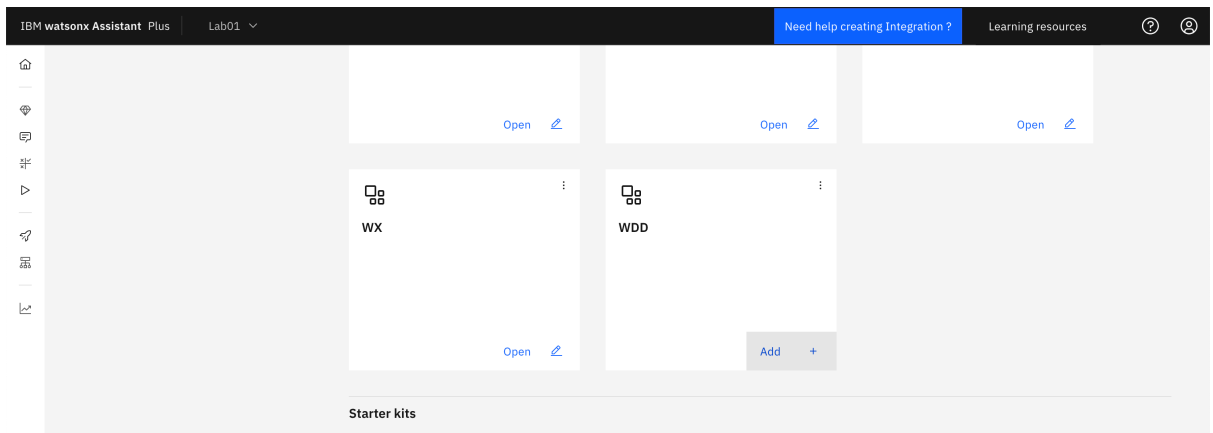 IBM watsonx Assistant Plus Lab01 Need help creating Integration ? Learning resources
Open Open Open
WX WDD
Open Add
Starter kits